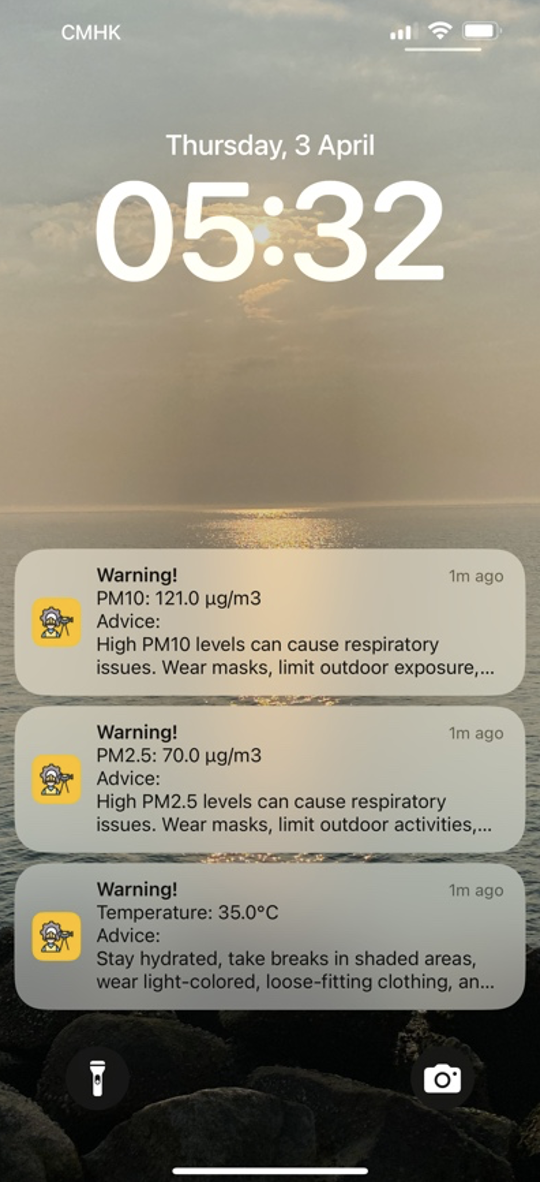 CMHK
Thursday, 3 April
05:32
Warning!
1m ago
PM10: 121.0 µg/m3
Advice:
High PM10 levels can cause respiratory
issues. Wear masks, limit outdoor exposure,...
Warning!
1m ago
PM2.5: 70.0 µg/m3
Advice:
High PM2.5 levels can cause respiratory
issues. Wear masks, limit outdoor activities,...
Warning!
1m ago
Temperature: 35.0°C
Advice:
Stay hydrated, take breaks in shaded areas,
wear light-colored, loose-fitting clothing, an...